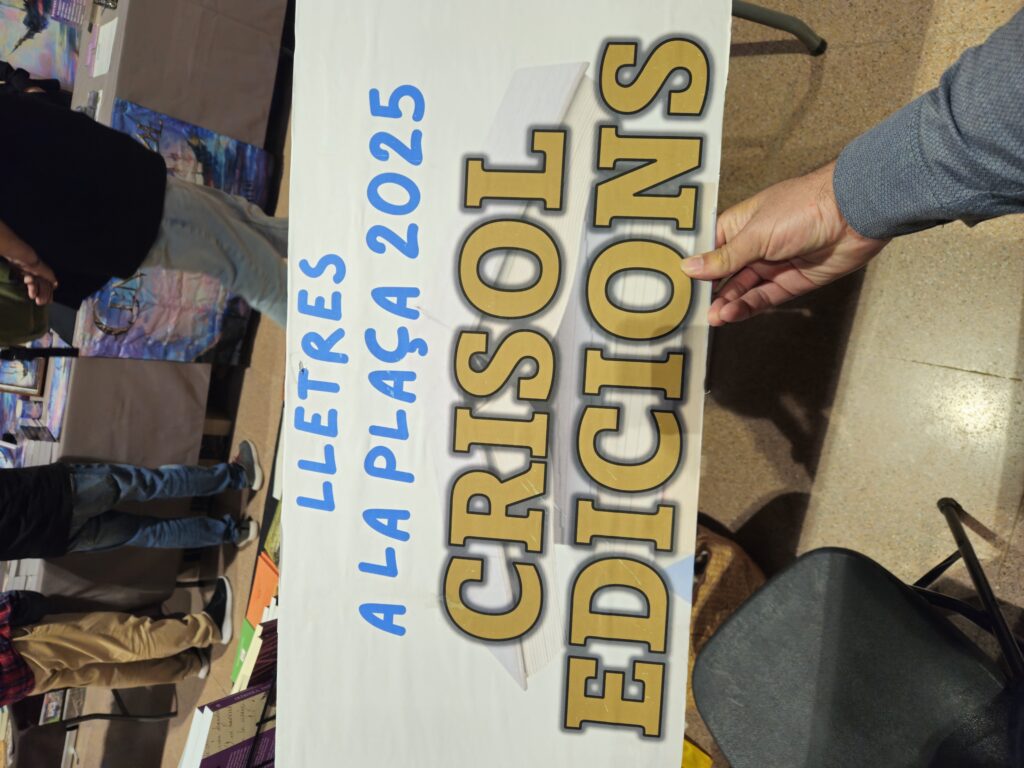 LLETRES
A LA PLAÇA 2025
CRISOL
EDICIONS